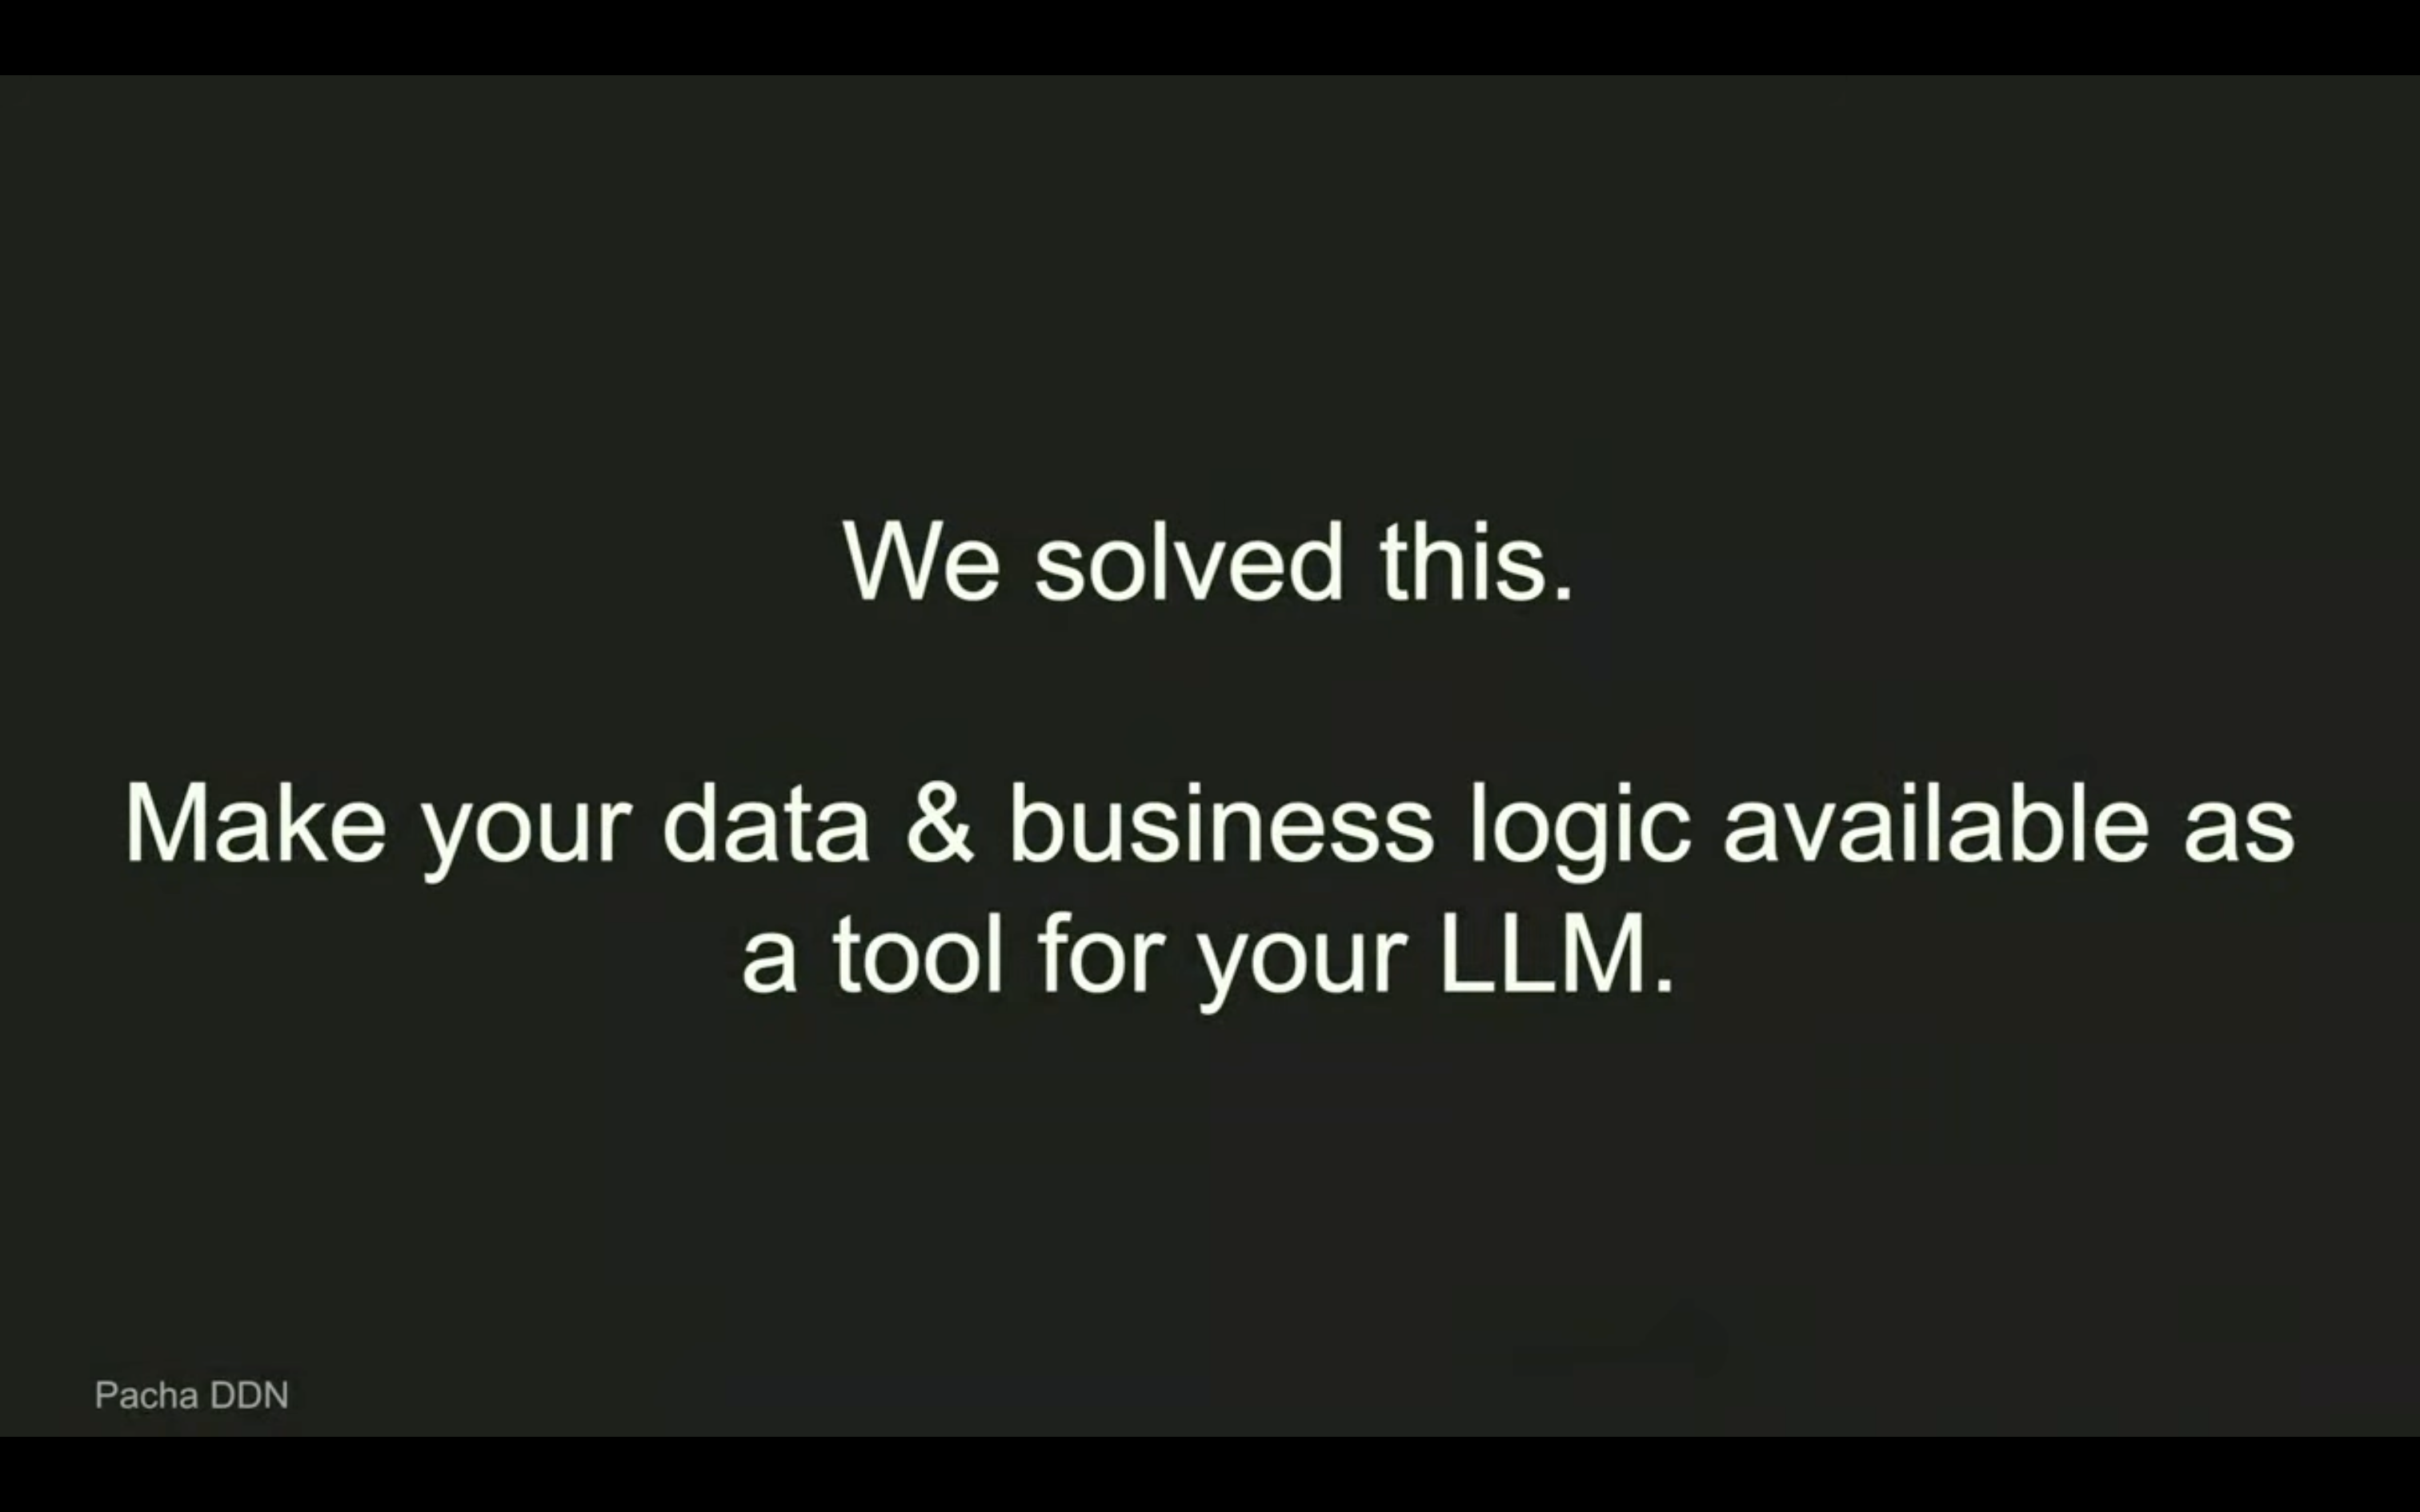 We solved this.
Make your data & business logic available as
a tool for your LLM.
Pacha DDN